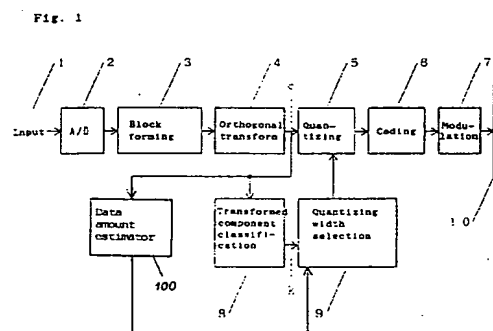 Fig. 1
1
2
3
4
5
6
7
c
Input
A/D
Block
forming
Orthogonal
transform
Quan-
tizing
Coding
Modu-
lation
10
Data
amount
estimator
Transformed
component
classifi-
cation
Quantizing
width
selection
100
8
h
9